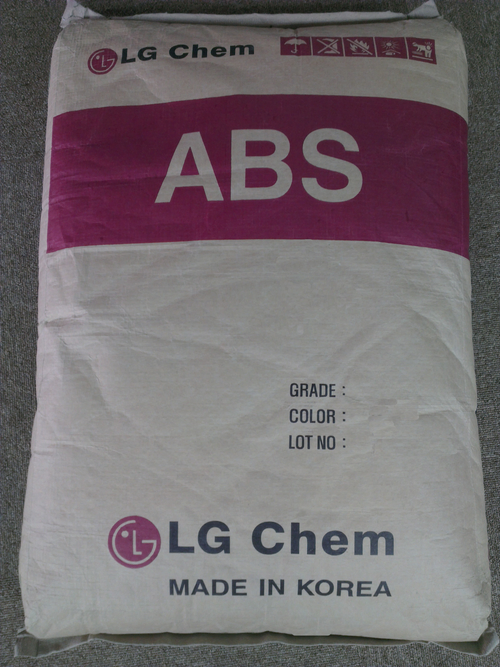 LG Chem
ABS
GRADE :
COLOR :
LOT NO :
LG Chem
MADE IN KOREA